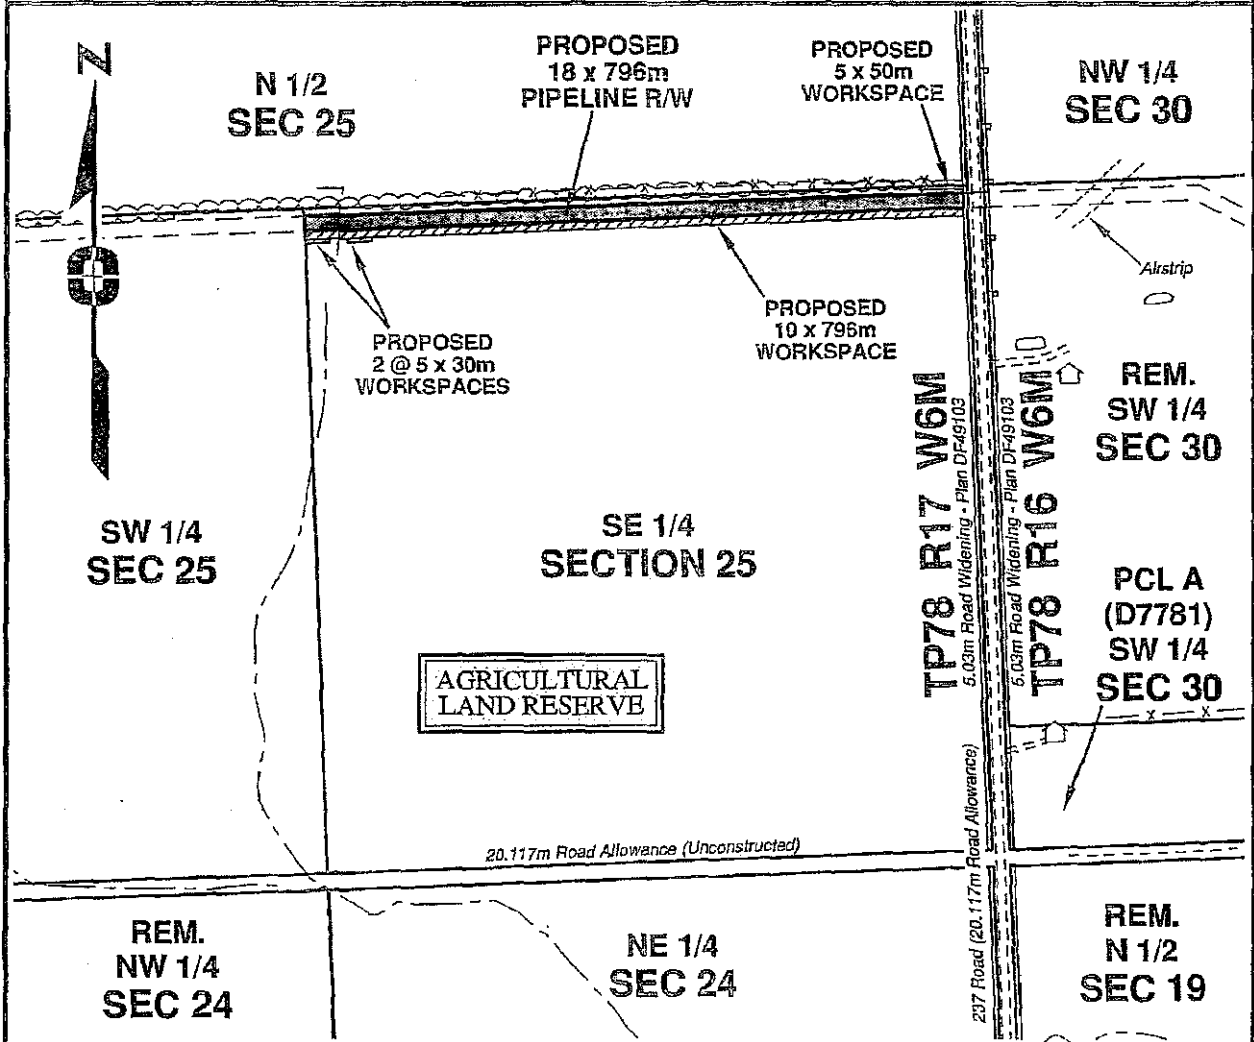 N
N 1/2
SEC 25
PROPOSED
18 x 796m
PIPELINE R/W
PROPOSED
5 x 50m
WORKSPACE
NW 1/4
SEC 30
Airstrip
PROPOSED
2 @ 5 x 30m
WORKSPACES
PROPOSED
10 x 796m
WORKSPACE
REM.
SW 1/4
SEC 30
TP78 R17 W6M
5.03m Road Widening - Plan DF49103
5.03m Road Widening - Plan DF49103
TP78 R16 W6M
SW 1/4
SEC 25
SE 1/4
SECTION 25
PCL A
(D7781)
SW 1/4
SEC 30
AGRICULTURAL
LAND RESERVE
20.117m Road Allowance (Unconstructed)
237 Road (20.117m Road Allowance)
REM.
NW 1/4
SEC 24
NE 1/4
SEC 24
REM.
N 1/2
SEC 19